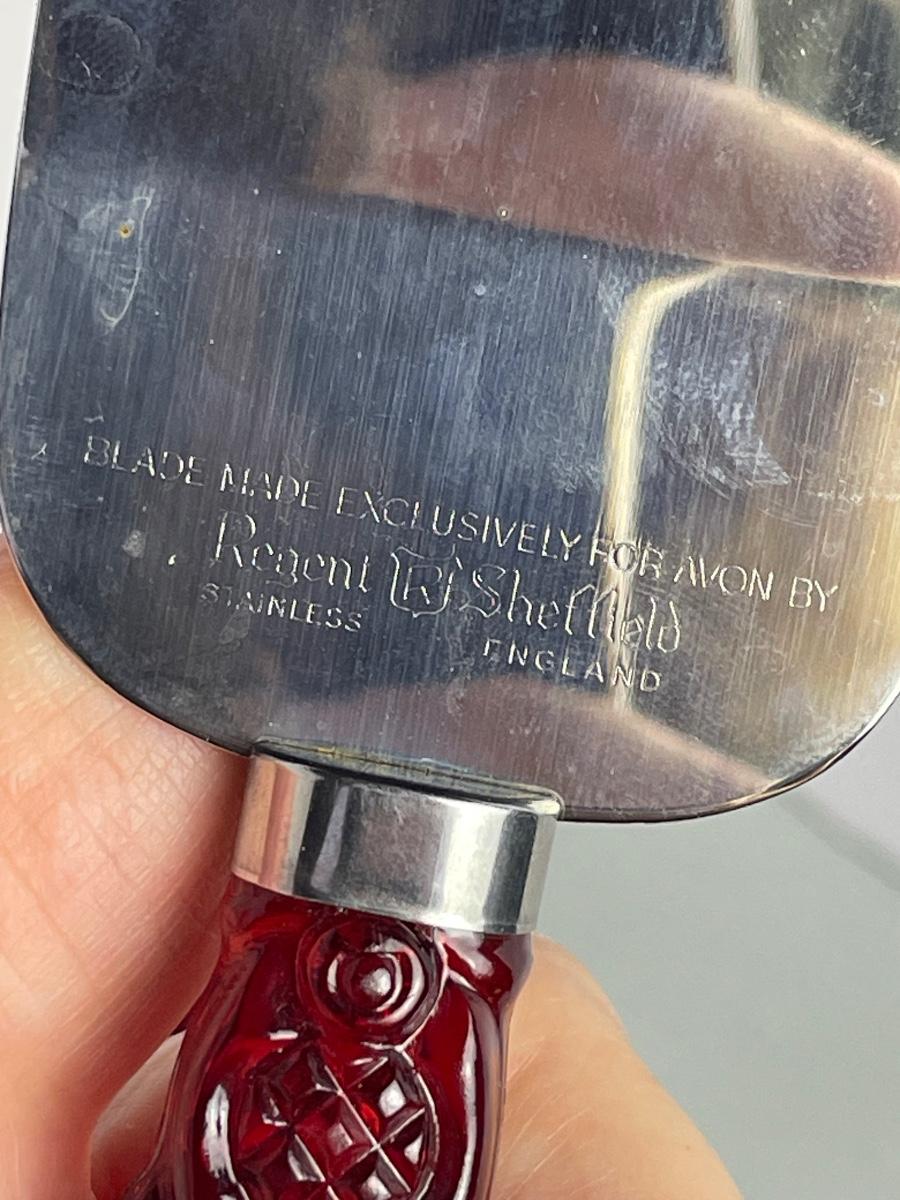 BLADE MADE EXCLUSIVELY FOR AVON BY
Regent R Sheffield
STAINLESS
ENGLAND